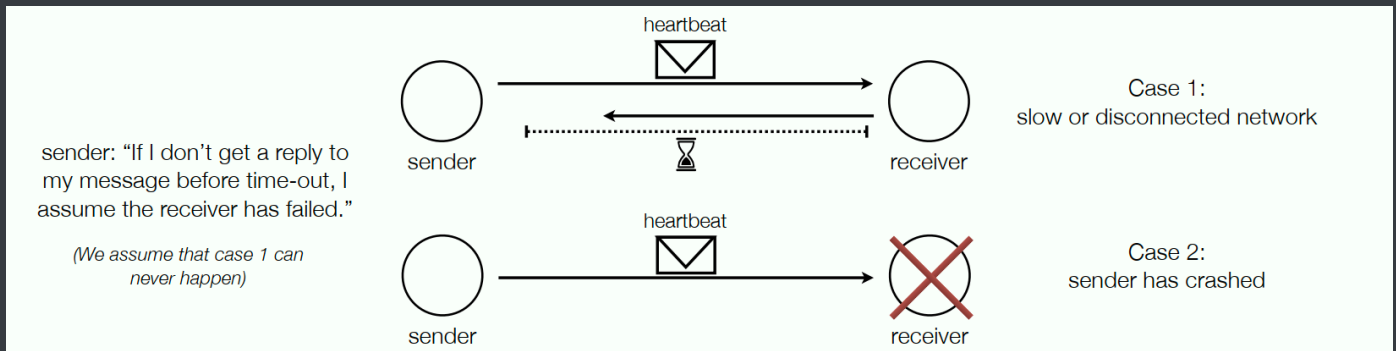 heartbeat
sender
receiver
Case 1:
slow or disconnected network
sender: “If I don’t get a reply to
my message before time-out, I
assume the receiver has failed.”
(We assume that case 1 can
never happen)
heartbeat
sender
receiver
Case 2:
sender has crashed